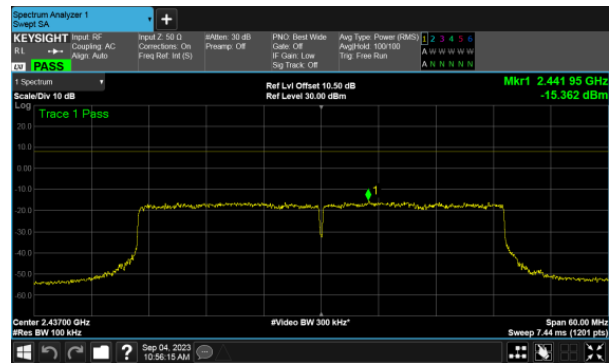 Spectrum Analyzer 1
Swept SA
+
KEYSIGHT
RL
LW
PASS
Input: RF
Coupling: AC
Align: Auto
Input Z: 50 Ω
Corrections: On
Freq Ref: Int (S)
#Atten: 30 dB
Preamp: Off
PNO: Best Wide
Gate: Off
IF Gain: Low
Sig Track: Off
Avg Type: Power (RMS)
Avg|Hold: 100/100
Trig: Free Run
1 2 3 4 5 6
A W W W W W
A N N N N N
1 Spectrum
Scale/Div 10 dB
Log
Ref Lvl Offset 10.50 dB
Ref Level 30.00 dBm
Mkr1 2.441 95 GHz
-15.362 dBm
Trace 1 Pass
20.0
10.0
0.00
-10.0
1
-20.0
-30.0
-40.0
-50.0
-60.0
Center 2.43700 GHz
#Res BW 100 kHz
#Video BW 300 kHz*
Span 60.00 MHz
Sweep 7.44 ms (1201 pts)
?
Sep 04, 2023
10:56:15 AM